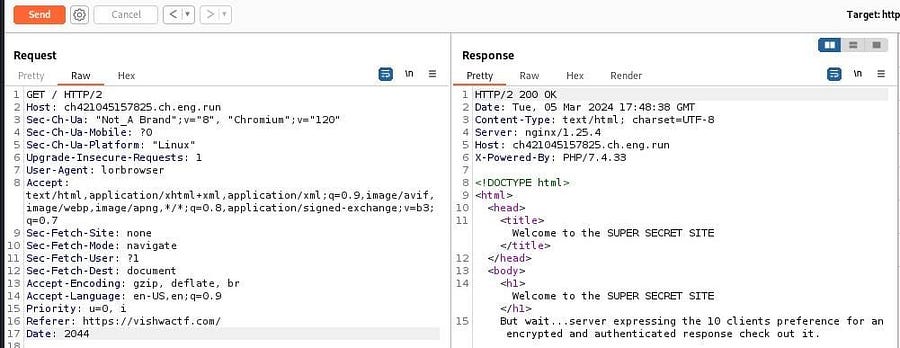 Send
Cancel
Target: http
Request
Pretty Raw Hex
\n
1 GET / HTTP/2
2 Host: ch421045157825.ch.eng.run
3 Sec-Ch-Ua: "Not_A Brand";v="8", "Chromium";v="120"
4 Sec-Ch-Ua-Mobile: ?0
5 Sec-Ch-Ua-Platform: "Linux"
6 Upgrade-Insecure-Requests: 1
7 User-Agent: lorbrowser
8 Accept:
text/html,application/xhtml+xml,application/xml;q=0.9,image/avif,
image/webp,image/apng,*/*;q=0.8,application/signed-exchange;v=b3;
q=0.7
9 Sec-Fetch-Site: none
10 Sec-Fetch-Mode: navigate
11 Sec-Fetch-User: ?1
12 Sec-Fetch-Dest: document
13 Accept-Encoding: gzip, deflate, br
14 Accept-Language: en-US,en;q=0.9
15 Priority: u=0, i
16 Referer: https://vishwactf.com/
17 Date: 2044
18
Response
Pretty Raw Hex Render
\n
1 HTTP/2 200 OK
2 Date: Tue, 05 Mar 2024 17:48:38 GMT
3 Content-Type: text/html; charset=UTF-8
4 Server: nginx/1.25.4
5 Host: ch421045157825.ch.eng.run
6 X-Powered-By: PHP/7.4.33
7
8 <!DOCTYPE html>
9 <html>
10 <head>
11 <title>
Welcome to the SUPER SECRET SITE
</title>
12 </head>
13 <body>
14 <h1>
Welcome to the SUPER SECRET SITE
</h1>
15 But wait...server expressing the 10 clients preference for an
encrypted and authenticated response check out it.